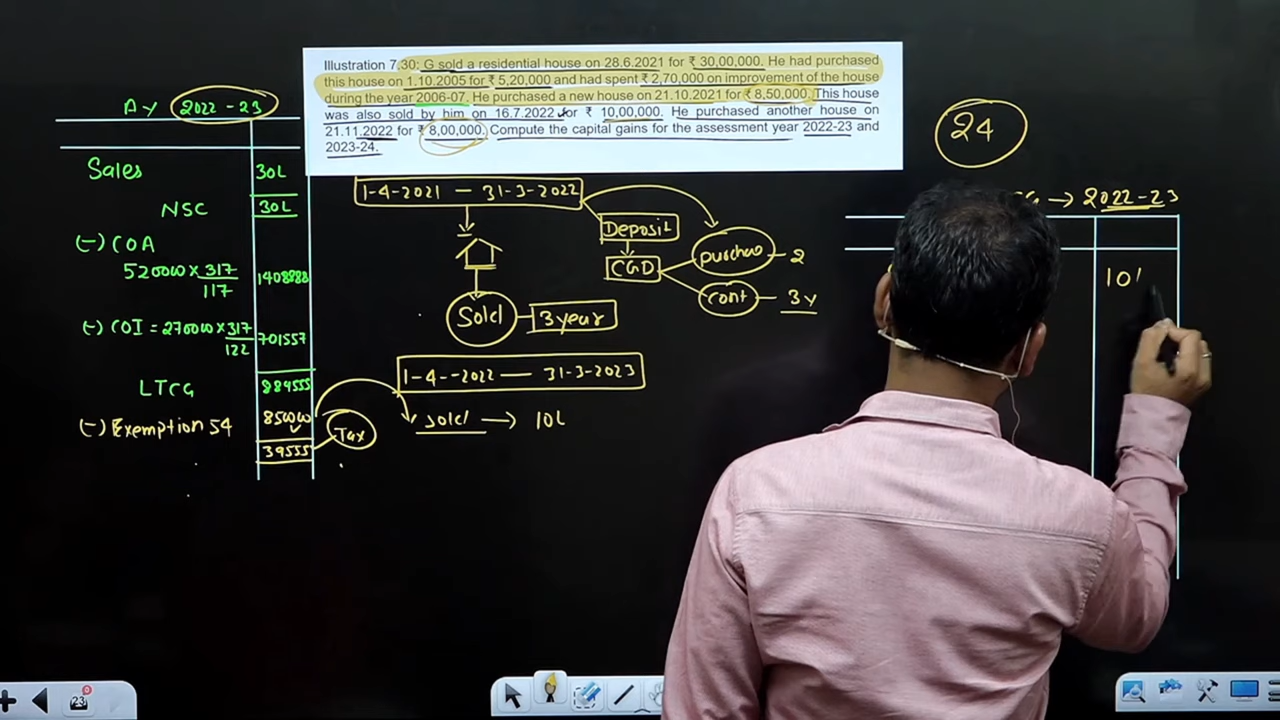 Illustration 7.30: G sold a residential house on 28.6.2021 for ₹ 30,00,000. He had purchased
this house on 1.10.2005 for ₹ 5,20,000 and had spent ₹ 2,70,000 on improvement of the house
during the year 2006-07. He purchased a new house on 21.10.2021 for ₹ 8,50,000. This house
was also sold by him on 16.7.2022 for ₹ 10,00,000. He purchased another house on
21.11.2022 for ₹ 8,00,000. Compute the capital gains for the assessment year 2022-23 and
2023-24.
AY 2022-23
Sales 30L
NSC 30L
(-) COA
520000 × 317/117 1408888
(-) COI = 270000 × 317/122 701557
LTCG 889555
(-) Exemption 54 850000
39555
Tax
1-4-2021 — 31-3-2022
Sold 3 year
Deposit
CGD
purchao - 2
Cont - 3y
1-4-2022 — 31-3-2023
sold → 10L
24
→ 2022-23
10
23